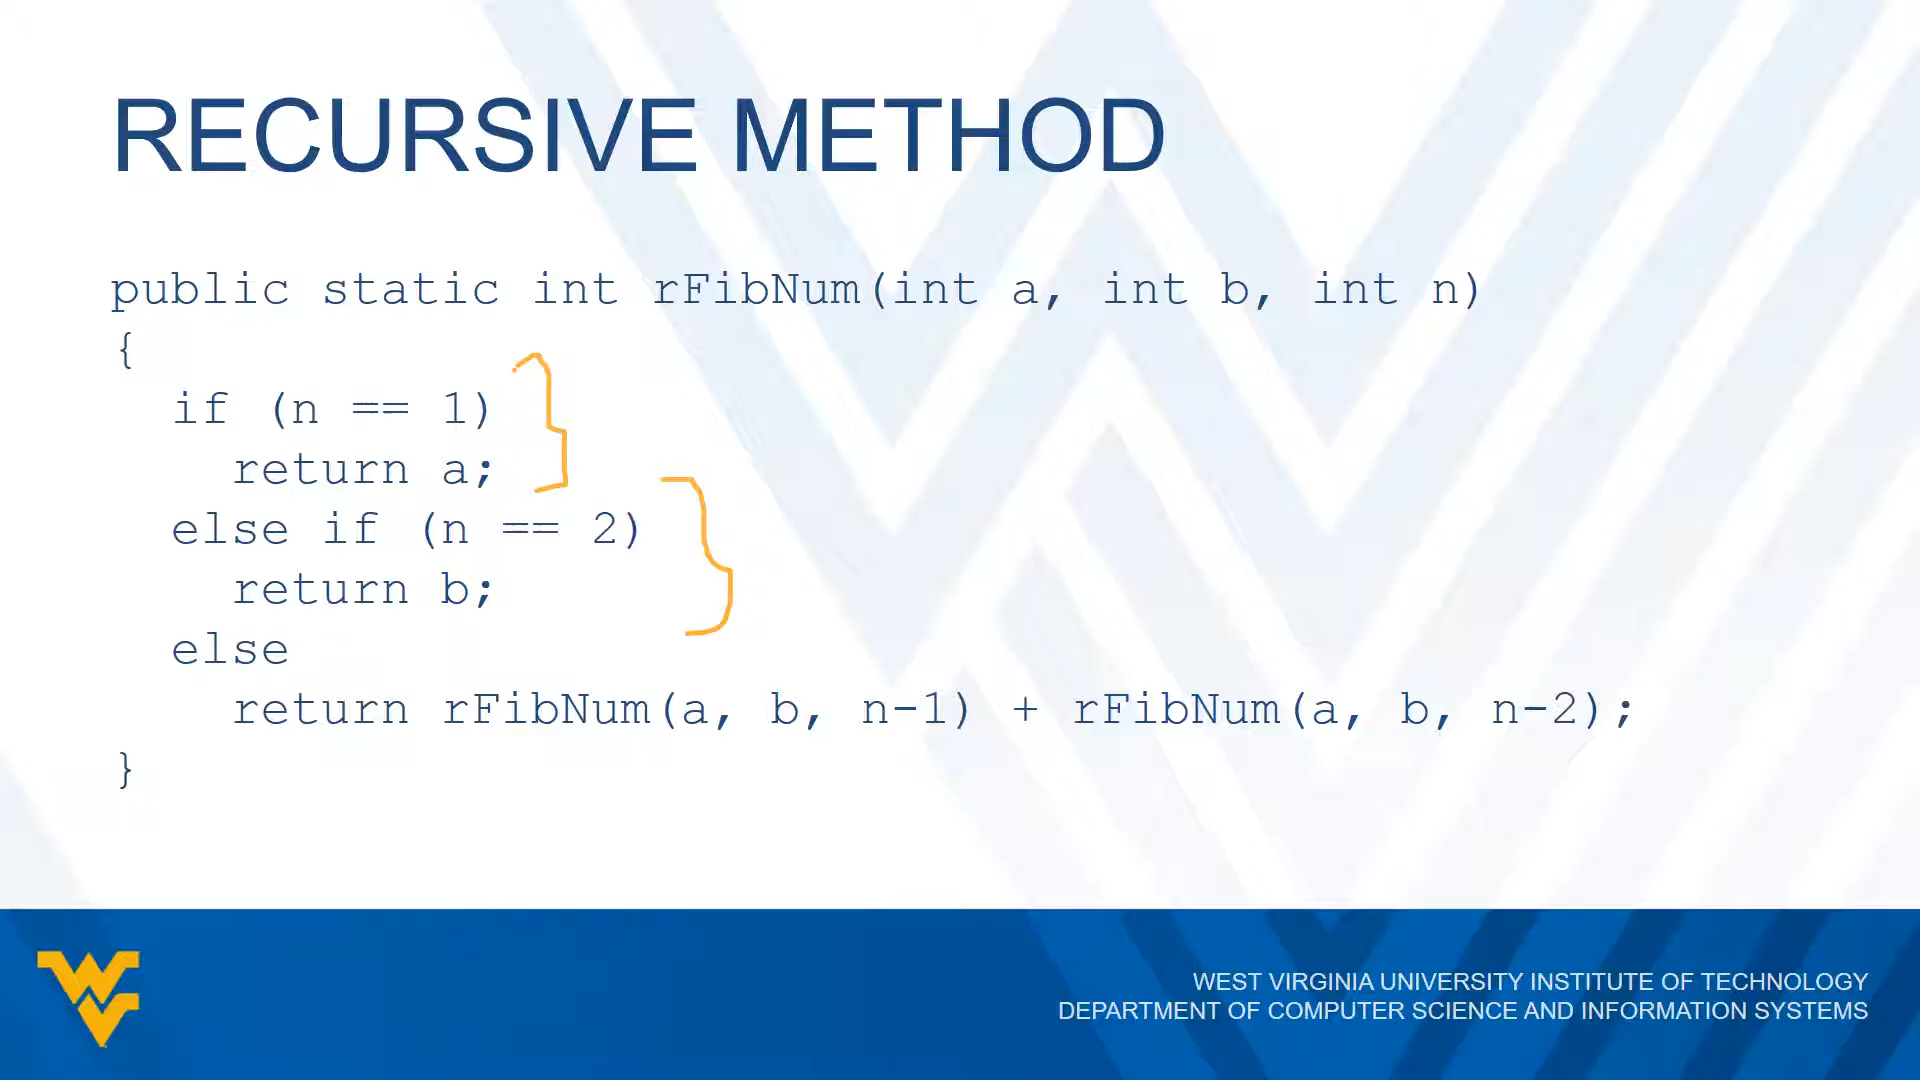 RECURSIVE METHOD
public static int rFibNum(int a, int b, int n)
{
  if (n == 1)
    return a;
  else if (n == 2)
    return b;
  else
    return rFibNum(a, b, n-1) + rFibNum(a, b, n-2);
}
WEST VIRGINIA UNIVERSITY INSTITUTE OF TECHNOLOGY
DEPARTMENT OF COMPUTER SCIENCE AND INFORMATION SYSTEMS